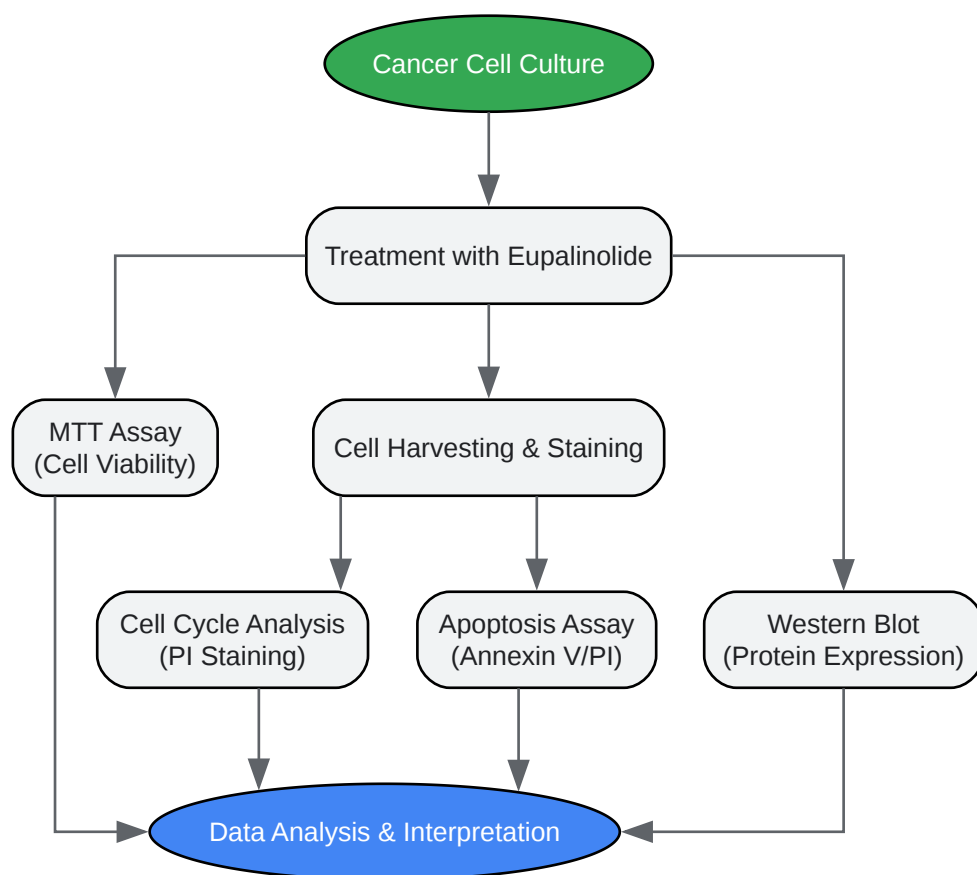 Cancer Cell Culture
Treatment with Eupalinolide
MTT Assay
(Cell Viability)
Cell Harvesting & Staining
Cell Cycle Analysis
(PI Staining)
Apoptosis Assay
(Annexin V/PI)
Western Blot
(Protein Expression)
Data Analysis & Interpretation